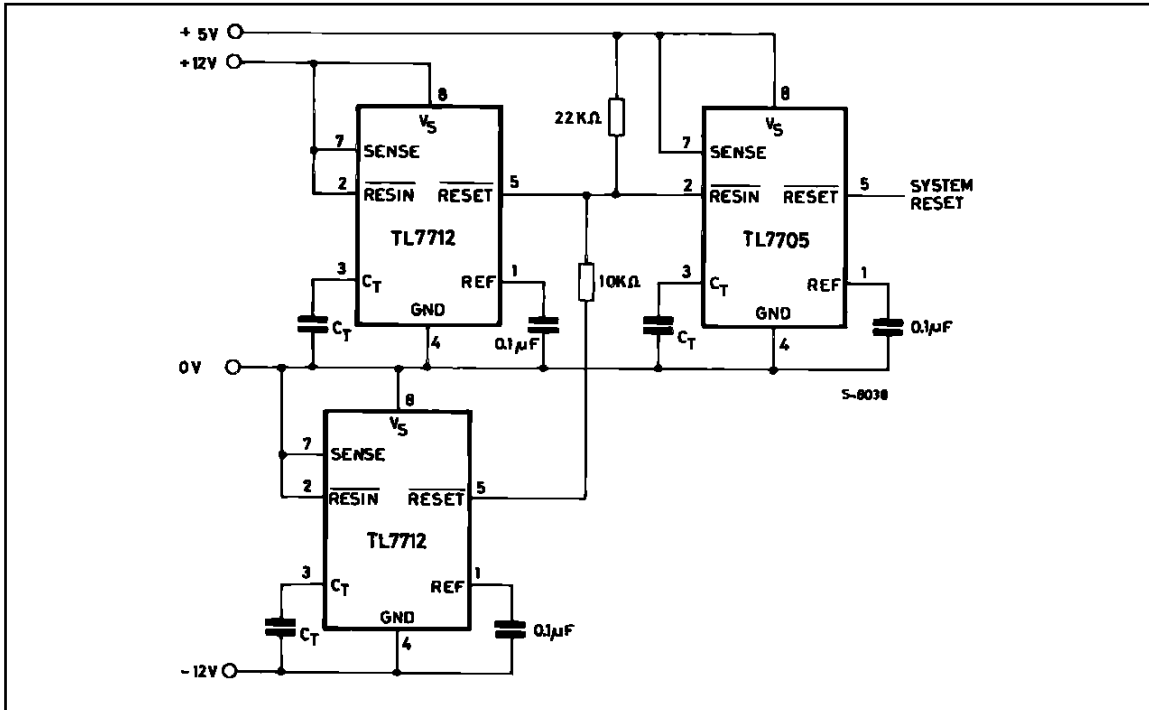 + 5V
+12V
8
8
VS
22KΩ
VS
7
SENSE
7
SENSE
2
RESIN
RESET
5
2
RESIN
RESET
5
SYSTEM
RESET
TL7712
TL7705
3
CT
REF
1
10KΩ
3
CT
REF
1
GND
GND
CT
4
0.1µF
CT
4
0.1µF
0V
S-8038
8
VS
7
SENSE
2
RESIN
RESET
5
TL7712
3
CT
REF
1
GND
CT
4
0.1µF
-12V